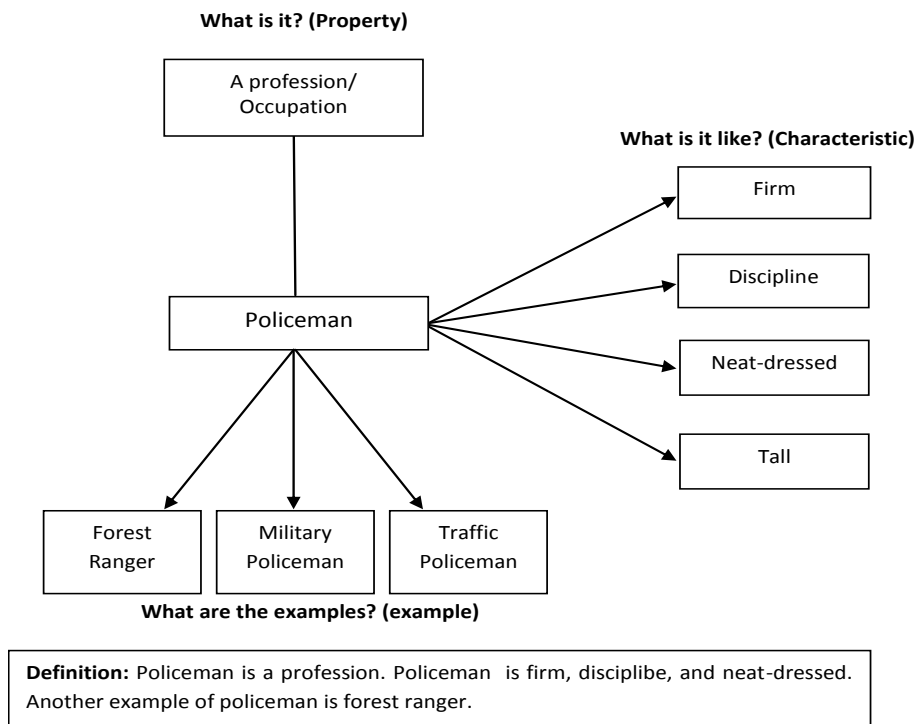 What is it? (Property)
A profession/
Occupation
What is it like? (Characteristic)
Firm
Discipline
Policeman
Neat-dressed
Tall
Forest
Ranger
Military
Policeman
Traffic
Policeman
What are the examples? (example)
Definition: Policeman is a profession. Policeman is firm, disciplibe, and neat-dressed.
Another example of policeman is forest ranger.